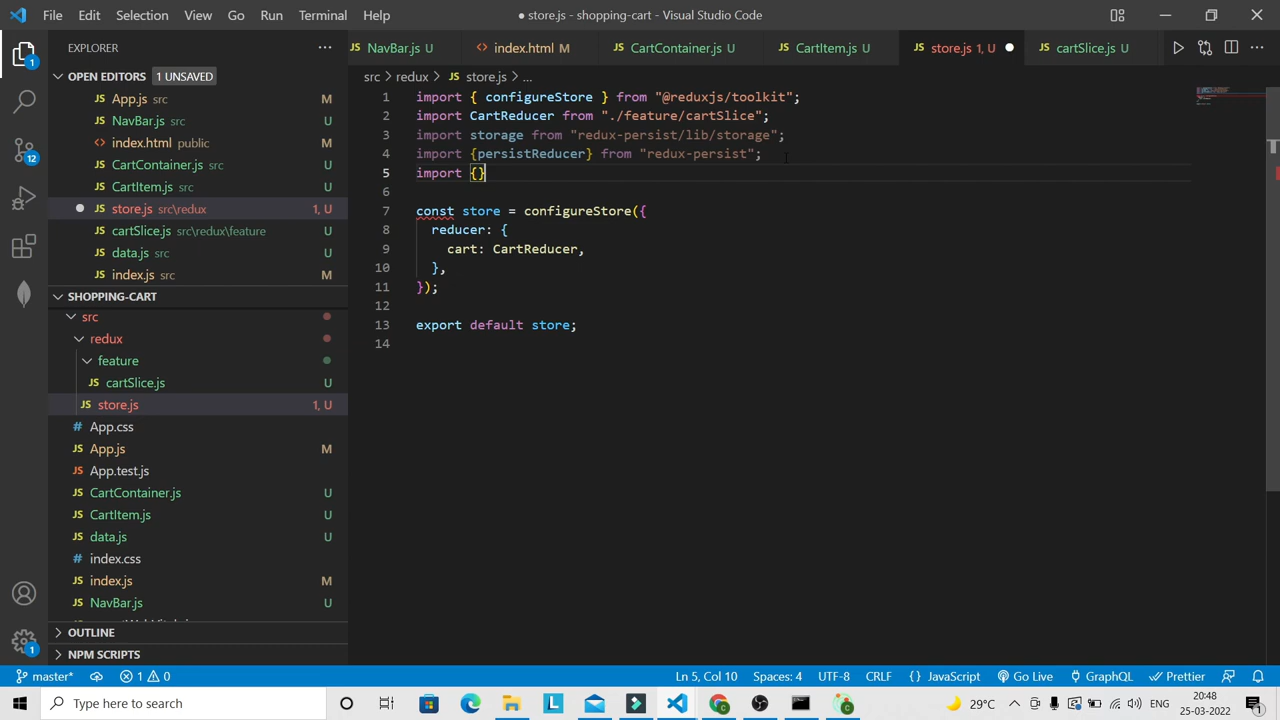 File Edit Selection View Go Run Terminal Help
● store.js - shopping-cart - Visual Studio Code
EXPLORER
OPEN EDITORS 1 UNSAVED
JS App.js src M
JS NavBar.js src U
<> index.html public M
JS CartContainer.js src U
JS CartItem.js src U
● store.js src\redux 1, U
JS cartSlice.js src\redux\feature
JS data.js src U
JS index.js src M
SHOPPING-CART
src
redux
feature
JS cartSlice.js U
JS store.js 1, U
# App.css
JS App.js M
JS App.test.js
JS CartContainer.js U
JS CartItem.js U
JS data.js U
# index.css
JS index.js M
JS NavBar.js U
OUTLINE
NPM SCRIPTS
1
12
1
JS NavBar.js U <> index.html M JS CartContainer.js U JS CartItem.js U JS store.js 1, U ● JS cartSlice.js U
src > redux > JS store.js > ...
1 import { configureStore } from "@reduxjs/toolkit";
2 import CartReducer from "./feature/cartSlice";
3 import storage from "redux-persist/lib/storage";
4 import {persistReducer} from "redux-persist";
5 import {}
6
7 const store = configureStore({
8 reducer: {
9 cart: CartReducer,
10 },
11 });
12
13 export default store;
14
master* 1 0 Ln 5, Col 10 Spaces: 4 UTF-8 CRLF {} JavaScript Go Live GraphQL Prettier
Type here to search
29°C ENG 20:48
25-03-2022
1